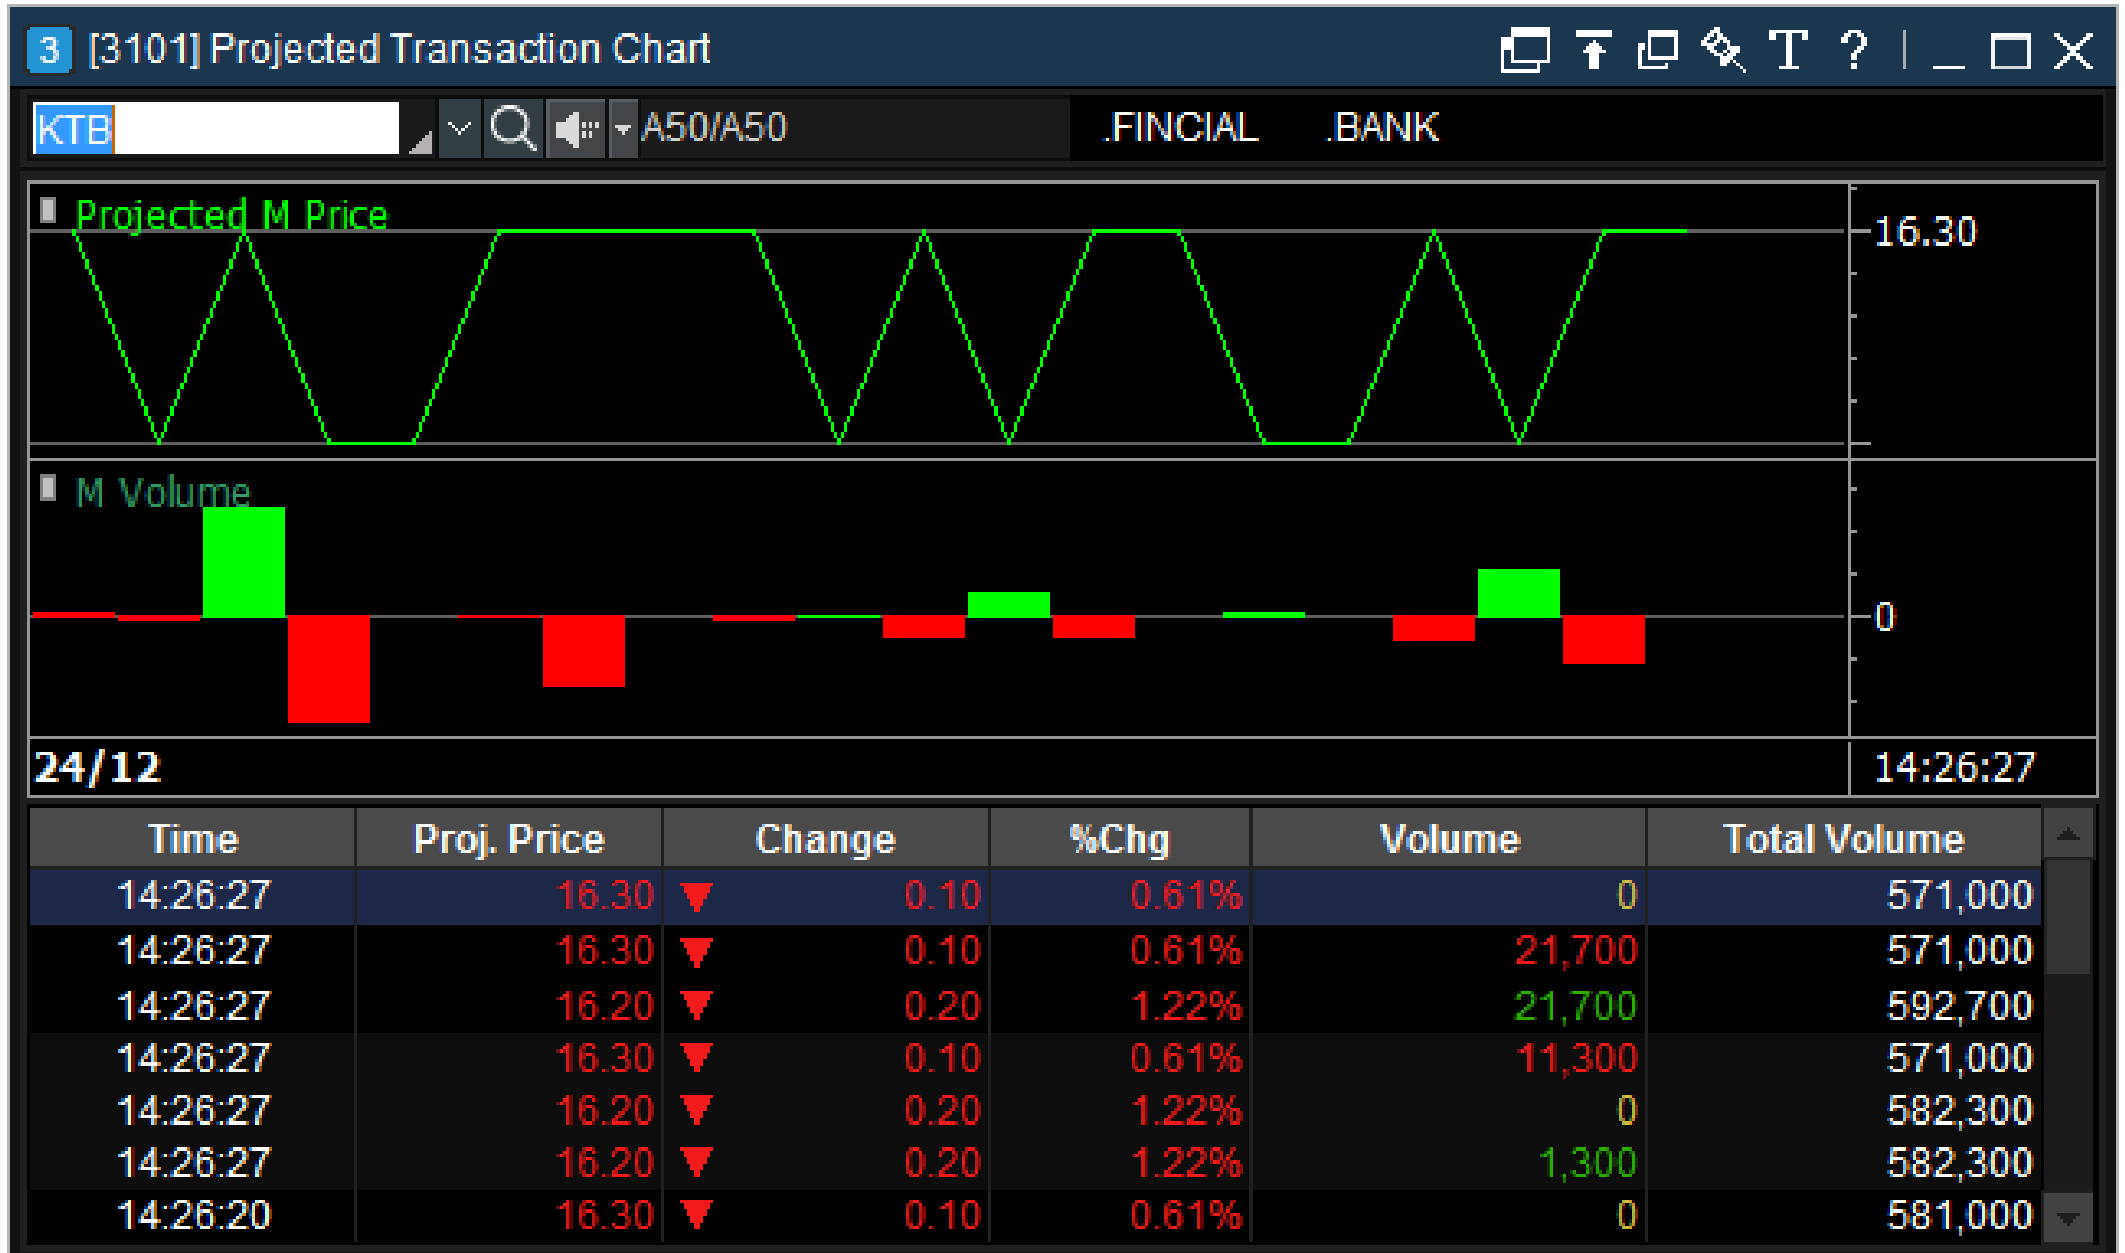 3 [3101] Projected Transaction Chart T ?
KTB A50/A50 .FINCIAL .BANK
Projected M Price
16.30
M Volume
0
24/12 14:26:27
Time Proj. Price Change %Chg Volume Total Volume
14:26:27 16.30 ▼ 0.10 0.61% 0 571,000
14:26:27 16.30 ▼ 0.10 0.61% 21,700 571,000
14:26:27 16.20 ▼ 0.20 1.22% 21,700 592,700
14:26:27 16.30 ▼ 0.10 0.61% 11,300 571,000
14:26:27 16.20 ▼ 0.20 1.22% 0 582,300
14:26:27 16.20 ▼ 0.20 1.22% 1,300 582,300
14:26:20 16.30 ▼ 0.10 0.61% 0 581,000